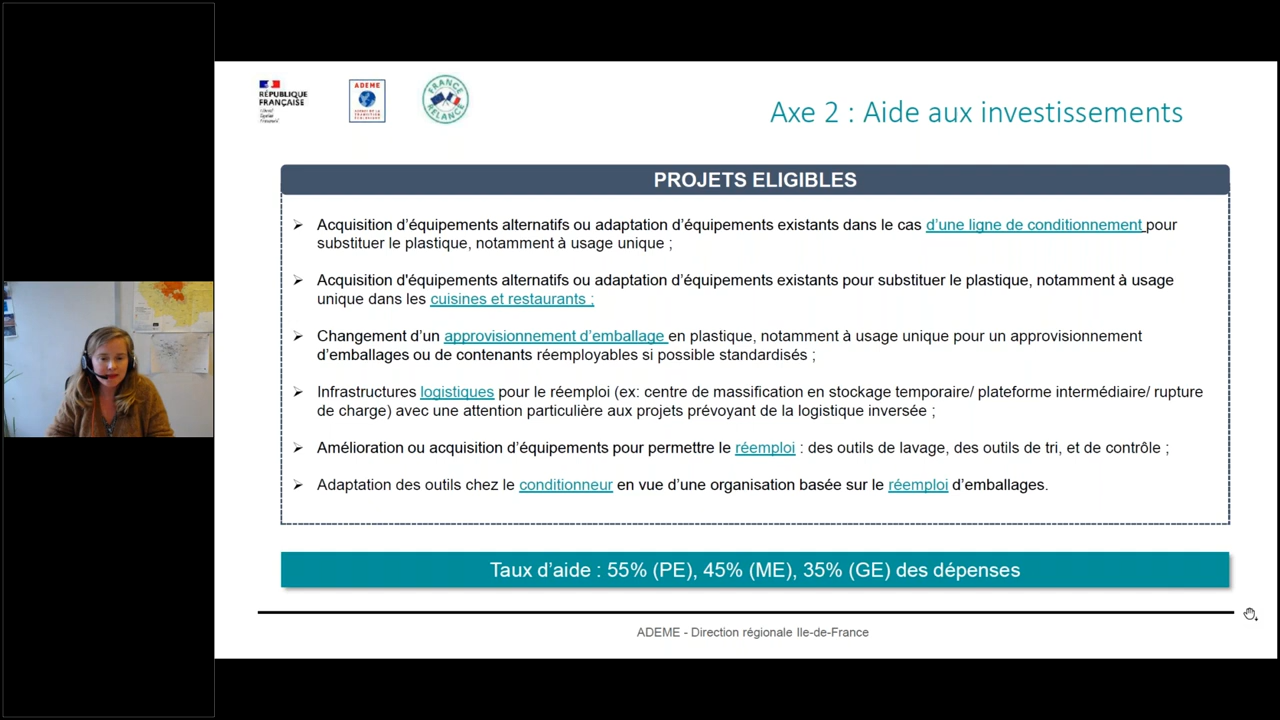 RÉPUBLIQUE
FRANÇAISE
Liberté
Égalité
Fraternité
ADEME
FRANCE
RELANCE
Axe 2 : Aide aux investissements
PROJETS ELIGIBLES
➢ Acquisition d’équipements alternatifs ou adaptation d’équipements existants dans le cas d’une ligne de conditionnement pour
substituer le plastique, notamment à usage unique ;
➢ Acquisition d'équipements alternatifs ou adaptation d’équipements existants pour substituer le plastique, notamment à usage
unique dans les cuisines et restaurants ;
➢ Changement d’un approvisionnement d’emballage en plastique, notamment à usage unique pour un approvisionnement
d’emballages ou de contenants réemployables si possible standardisés ;
➢ Infrastructures logistiques pour le réemploi (ex: centre de massification en stockage temporaire/ plateforme intermédiaire/ rupture
de charge) avec une attention particulière aux projets prévoyant de la logistique inversée ;
➢ Amélioration ou acquisition d’équipements pour permettre le réemploi : des outils de lavage, des outils de tri, et de contrôle ;
➢ Adaptation des outils chez le conditionneur en vue d’une organisation basée sur le réemploi d’emballages.
Taux d’aide : 55% (PE), 45% (ME), 35% (GE) des dépenses
ADEME - Direction régionale Ile-de-France